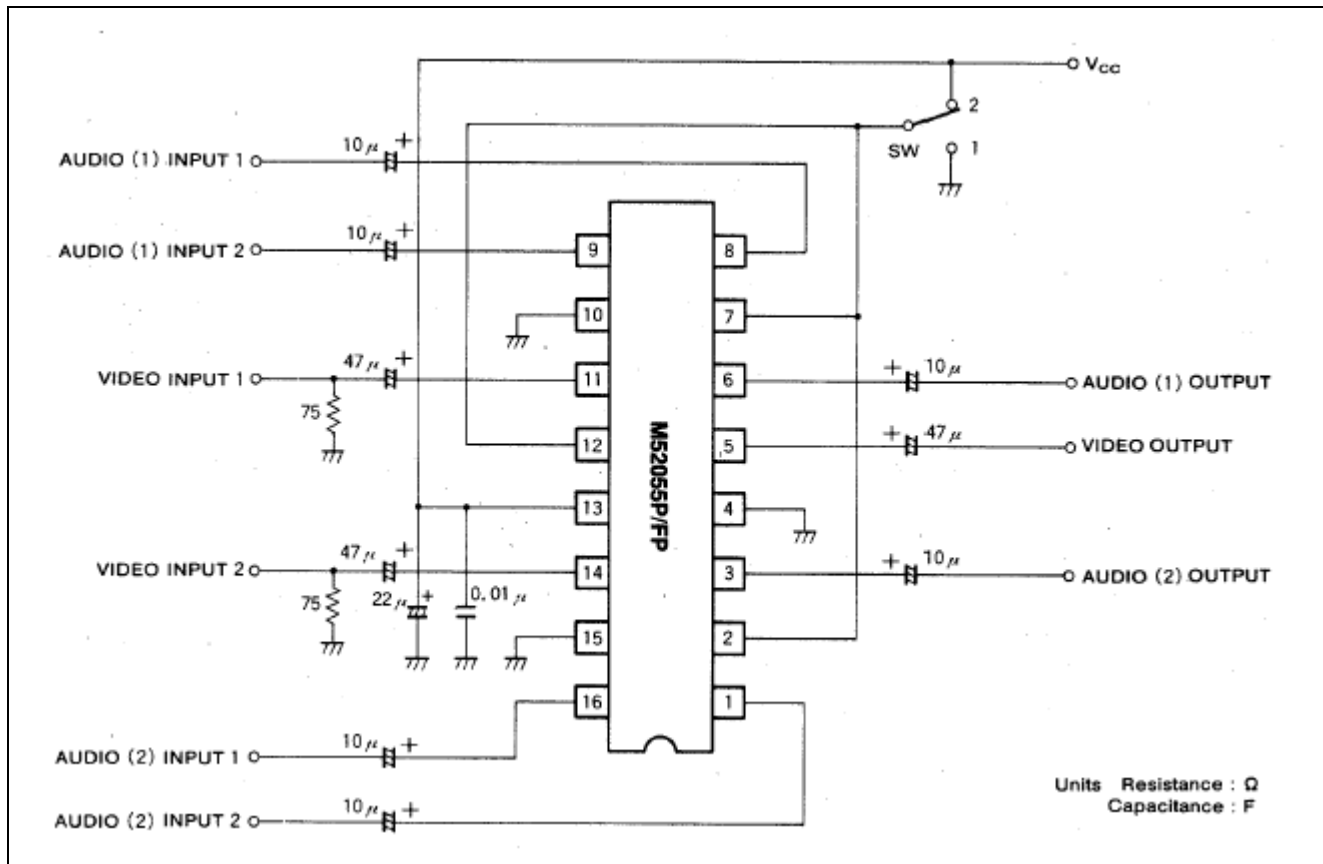 VCC
2
SW
1
10μ +
AUDIO (1) INPUT 1
10μ +
AUDIO (1) INPUT 2
9
8
10
7
47μ +
VIDEO INPUT 1
75
11
6
+ 10μ
AUDIO (1) OUTPUT
12
5
+ 47μ
VIDEO OUTPUT
M52055P/FP
13
4
47μ +
VIDEO INPUT 2
75
14
3
+ 10μ
AUDIO (2) OUTPUT
22μ +
0.01μ
15
2
16
1
10μ +
AUDIO (2) INPUT 1
10μ +
AUDIO (2) INPUT 2
Units Resistance : Ω
Capacitance : F